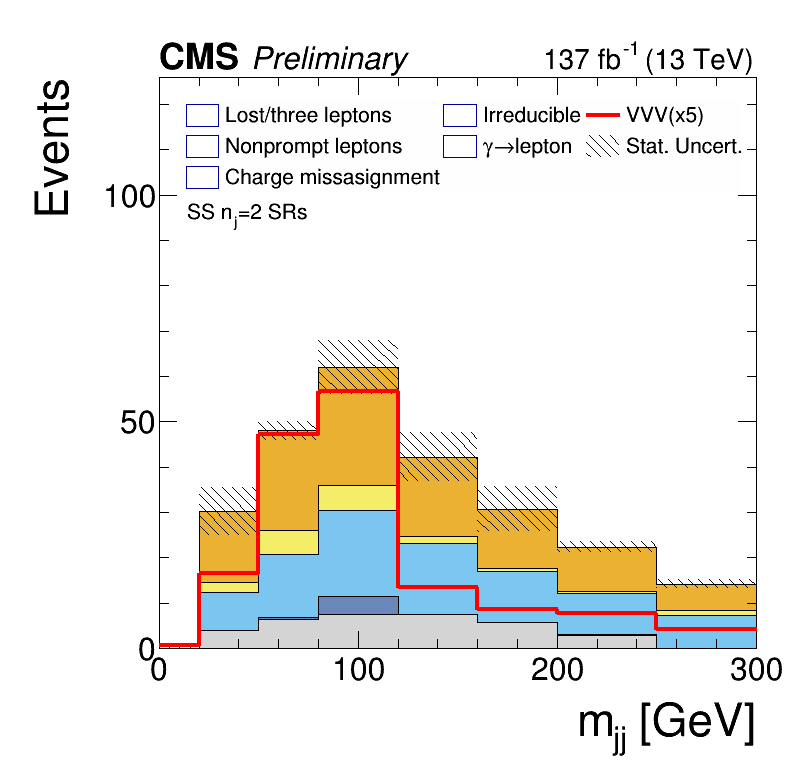 CMS Preliminary 137 fb-1 (13 TeV)
Events
Lost/three leptons Irreducible VVV(x5)
Nonprompt leptons γ→lepton Stat. Uncert.
Charge missasignment
SS nj=2 SRs
100
50
0
0 100 200 300
mjj [GeV]